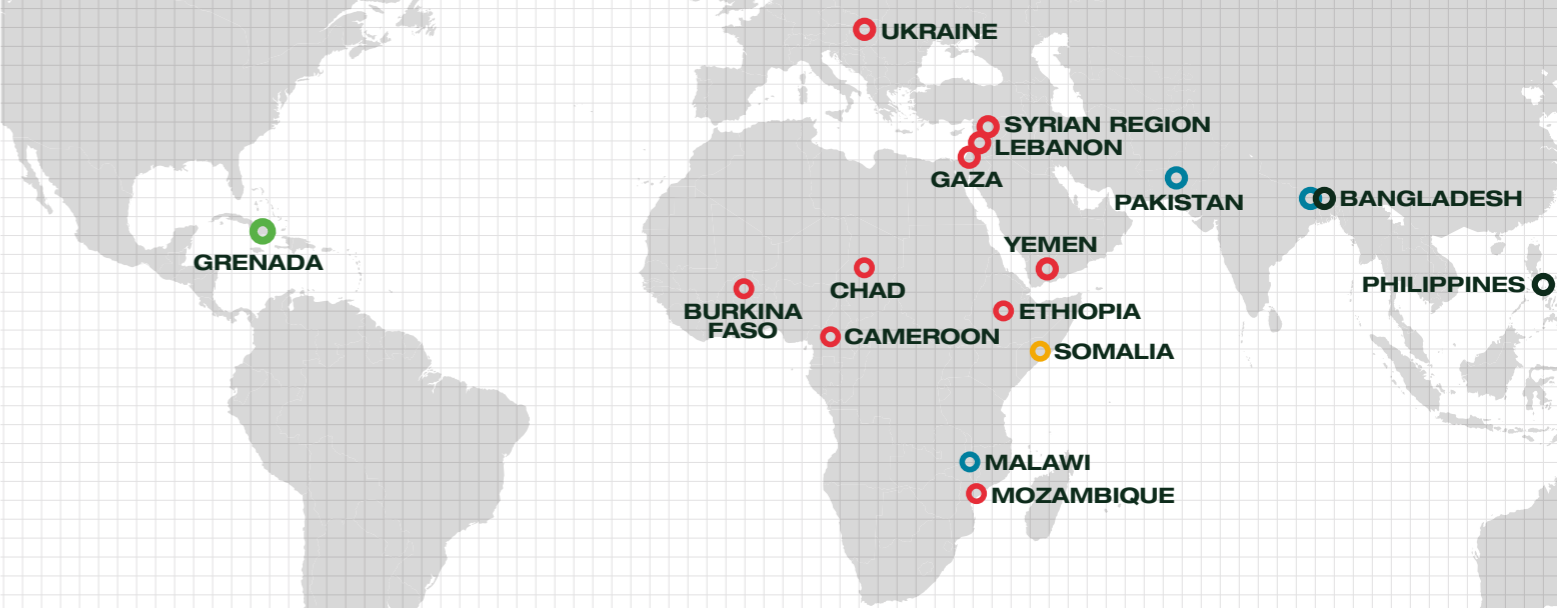 UKRAINE
SYRIAN REGION
LEBANON
GAZA
PAKISTAN
BANGLADESH
GRENADA
YEMEN
CHAD
PHILIPPINES
BURKINA
FASO
ETHIOPIA
CAMEROON
SOMALIA
MALAWI
MOZAMBIQUE